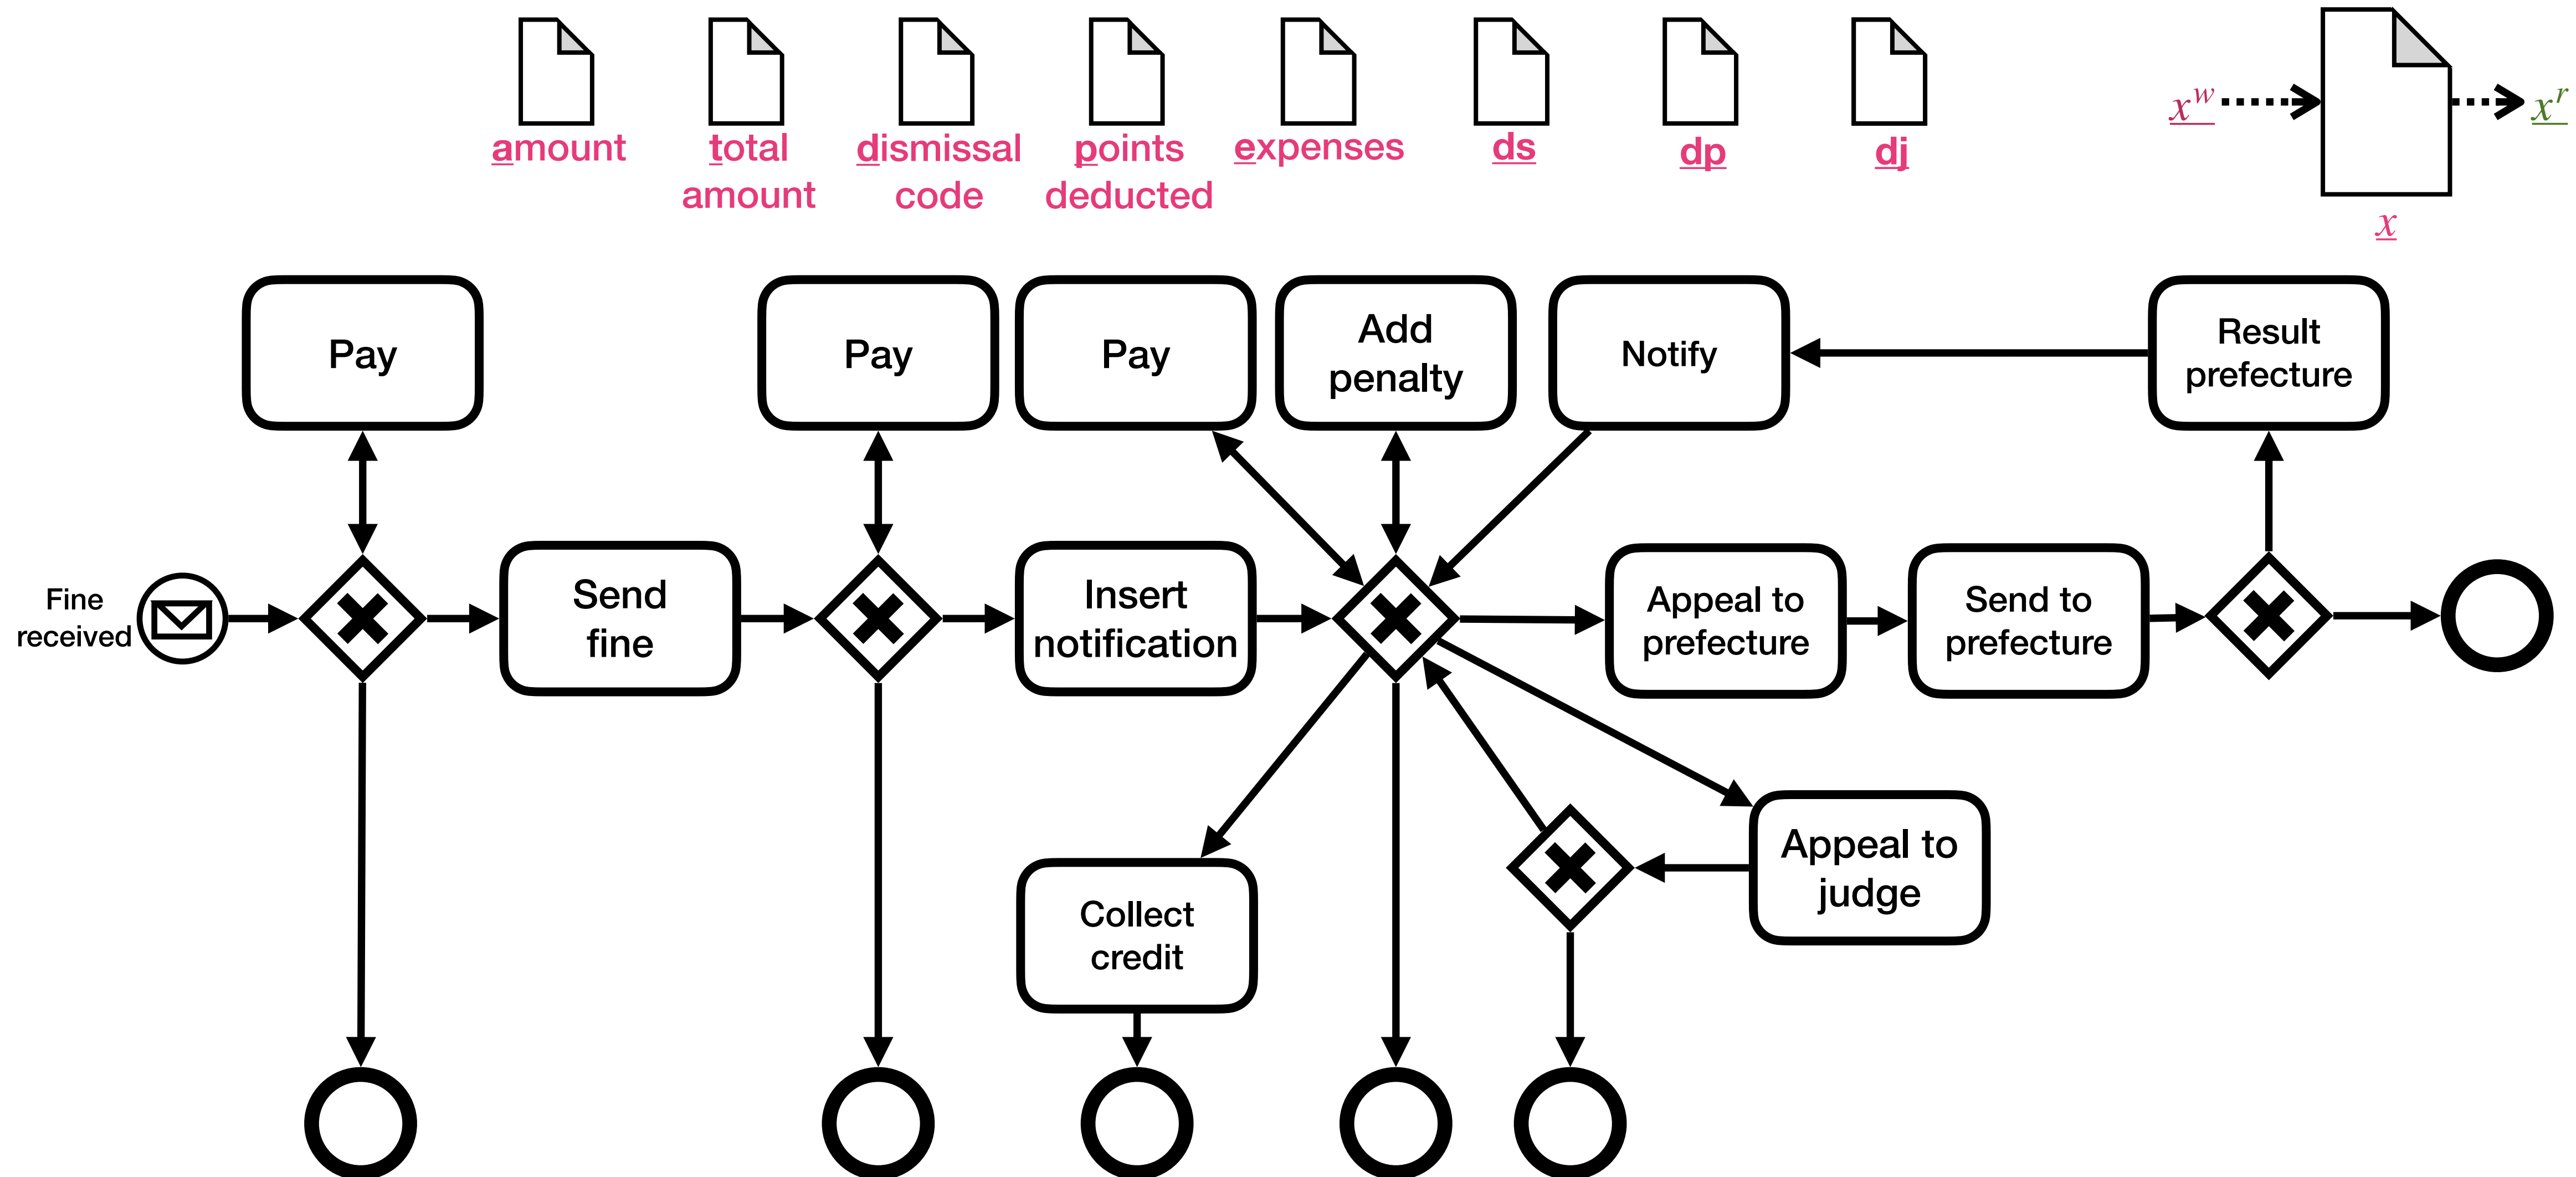 amount
total
amount
dismissal
code
points
deducted
expenses
ds
dp
dj
x^w
x^r
x
Pay
Pay
Pay
Add
penalty
Notify
Result
prefecture
Fine
received
Send
fine
Insert
notification
Appeal to
prefecture
Send to
prefecture
Collect
credit
Appeal to
judge